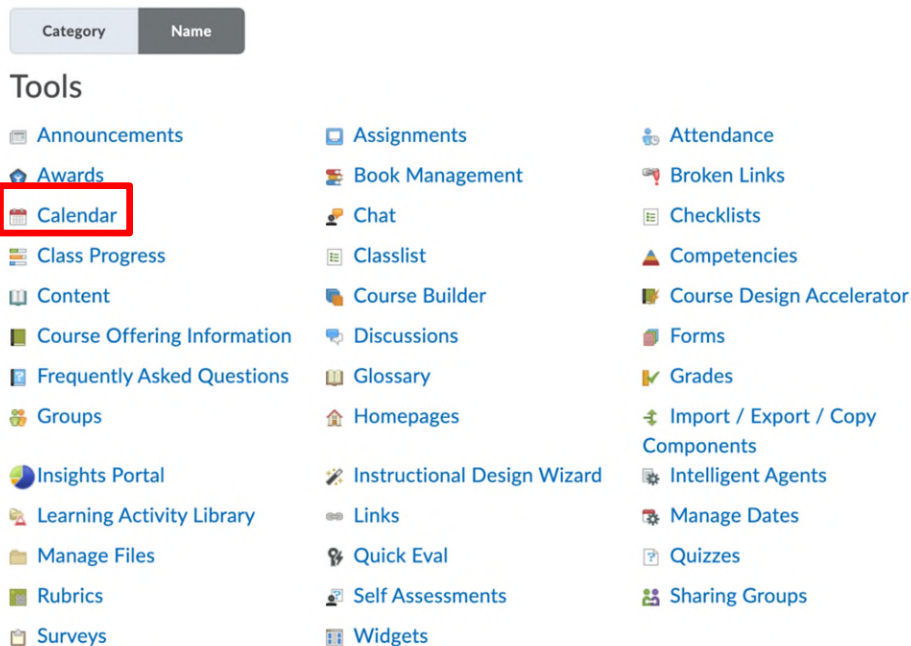 Category Name
Tools
Announcements Assignments Attendance
Awards Book Management Broken Links
Calendar Chat Checklists
Class Progress Classlist Competencies
Content Course Builder Course Design Accelerator
Course Offering Information Discussions Forms
Frequently Asked Questions Glossary Grades
Groups Homepages Import / Export / Copy
Components
Insights Portal Instructional Design Wizard Intelligent Agents
Learning Activity Library Links Manage Dates
Manage Files Quick Eval Quizzes
Rubrics Self Assessments Sharing Groups
Surveys Widgets